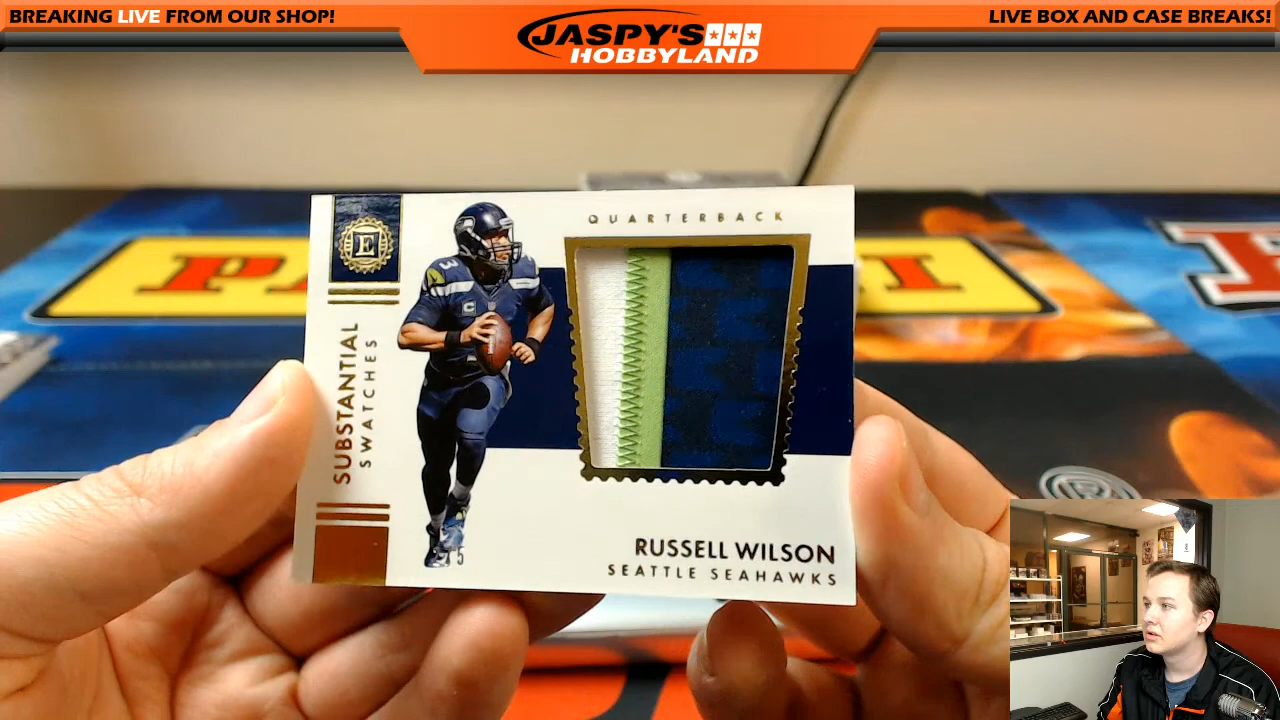 BREAKING LIVE FROM OUR SHOP!
JASPY'S
HOBBYLAND
LIVE BOX AND CASE BREAKS!
E
SUBSTANTIAL
SWATCHES
QUARTERBACK
3
C
RUSSELL WILSON
SEATTLE SEAHAWKS